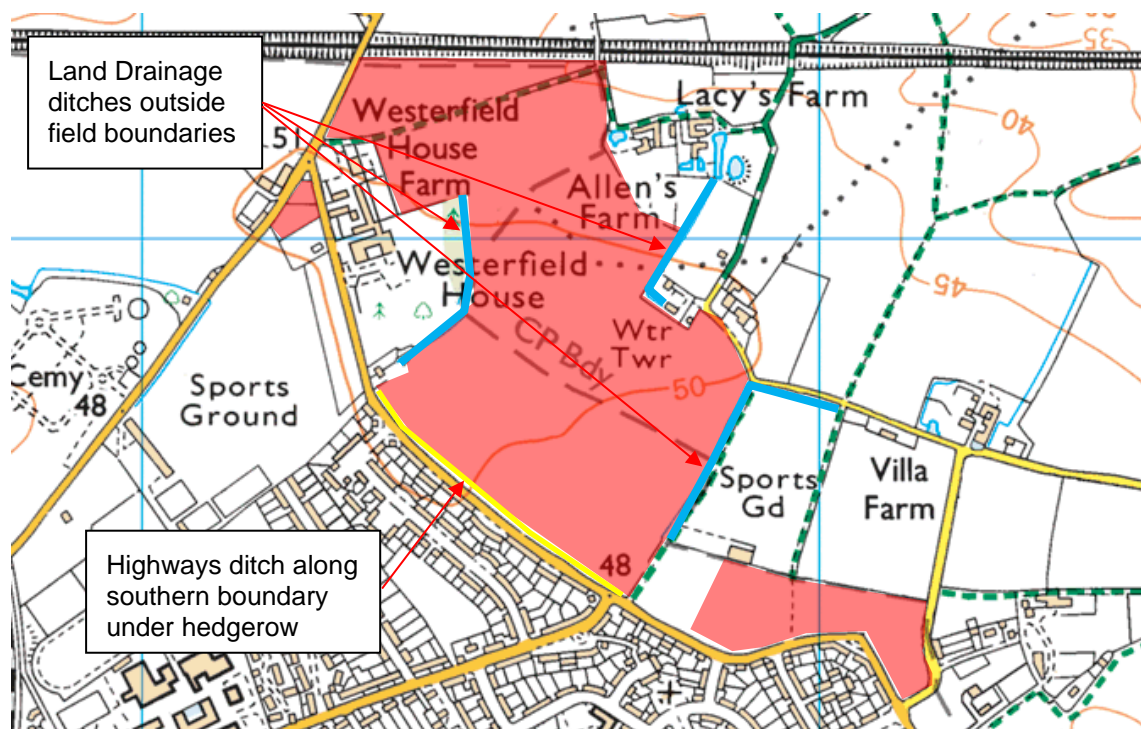 Land Drainage
ditches outside
field boundaries
35
40
Lacy's Farm
Westerfield
House
Farm
51
Allen's
Farm
45
Westerfield
House
Wtr
Twr
CP Bdy
50
Cemy
48
Sports
Ground
Sports
Gd
Villa
Farm
Highways ditch along
southern boundary
under hedgerow
48